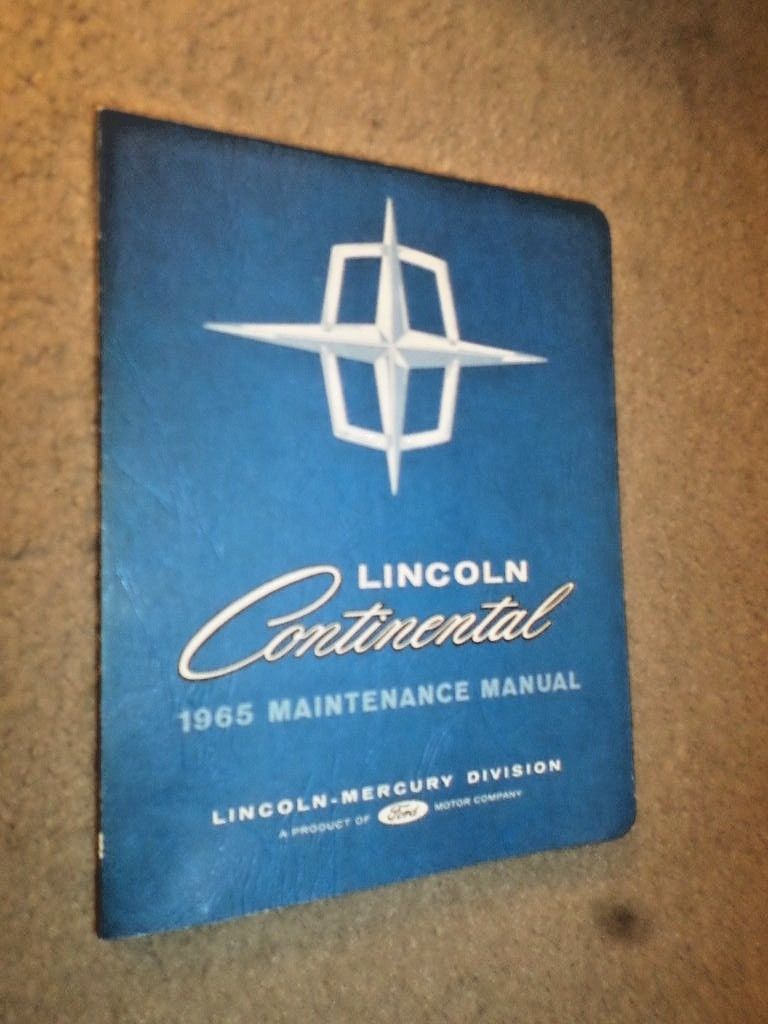 LINCOLN
Continental
1965 MAINTENANCE MANUAL
LINCOLN-MERCURY DIVISION
A PRODUCT OF Ford MOTOR COMPANY